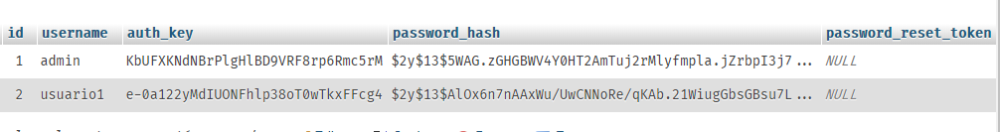 id username auth_key password_hash password_reset_token
1 admin KbUFXKNdNBrPlgHlBD9VRF8rp6Rmc5rM $2y$13$5WAG.zGHGBWV4Y0HT2AmTuj2rMlyfmpla.jZrbpI3j7... NULL
2 usuario1 e-0a122yMdIUONFhlp38oT0wTkxFFcg4 $2y$13$AlOx6n7nAAxWu/UwCNNoRe/qKAb.21WiugGbsGBsu7L... NULL